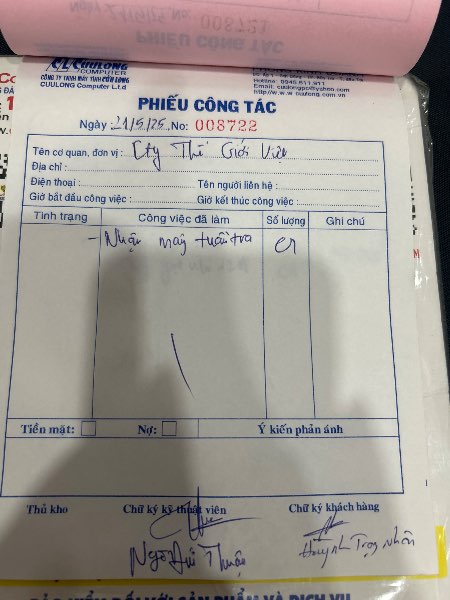 PHIẾU CÔNG TÁC
CUULONG
COMPUTER
CÔNG TY TNHH MÁY TÍNH CỬU LONG
CUULONG Computer L.t.d
PHIẾU CÔNG TÁC
Ngày: 21/5/25. No: 008722
Tên cơ quan, đơn vị: Cty Thế Giới Việt
Địa chỉ:
Điện thoại: Tên người liên hệ:
Giờ bắt đầu công việc: Giờ kết thúc công việc:
Tình trạng Công việc đã làm Số lượng Ghi chú
- Nhận máy tuần tra 01
Tiền mặt: Nợ: Ý kiến phản ánh
Thủ kho Chữ ký kỹ thuật viên Chữ ký khách hàng
Thuận
Huỳnh Trọng Nhân